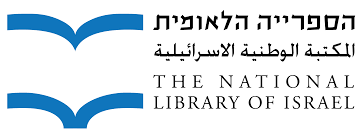 הספרייה הלאומית
المكتبة الوطنية الاسرائيلية
THE NATIONAL
LIBRARY OF ISRAEL